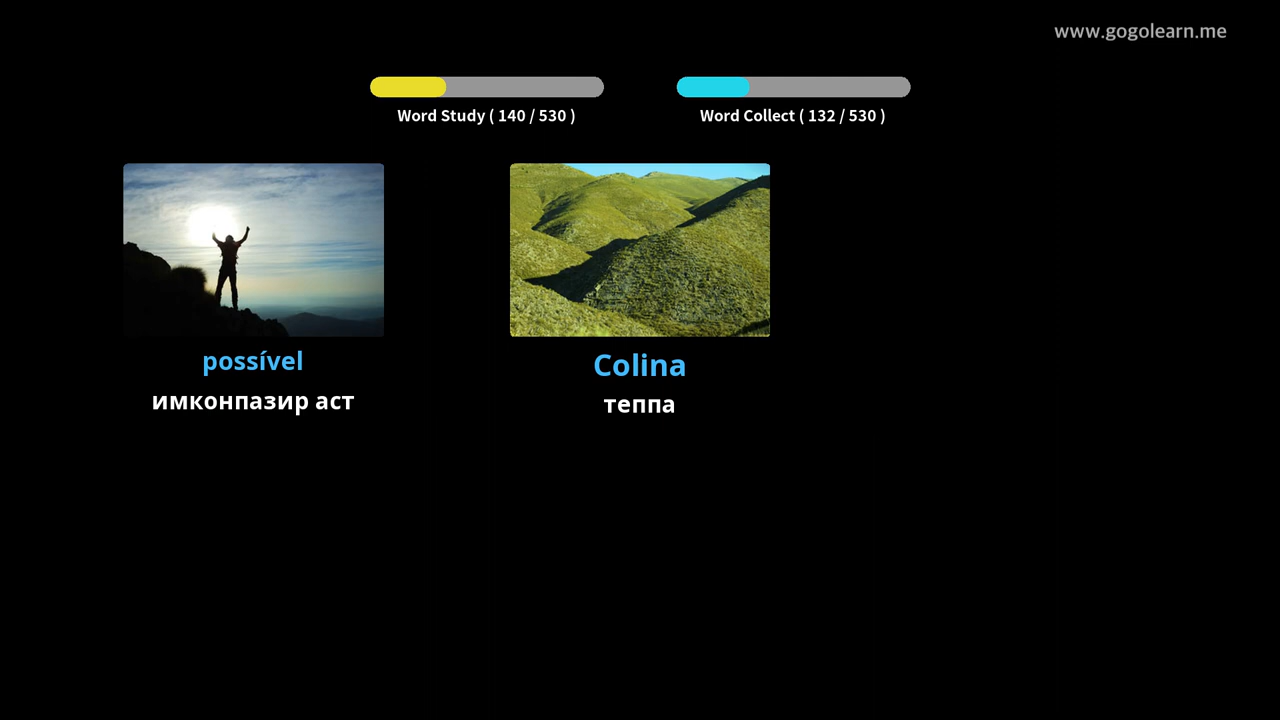 www.gogolearn.me
Word Study ( 140 / 530 )
Word Collect ( 132 / 530 )
possível
имконпазир аст
Colina
теппа